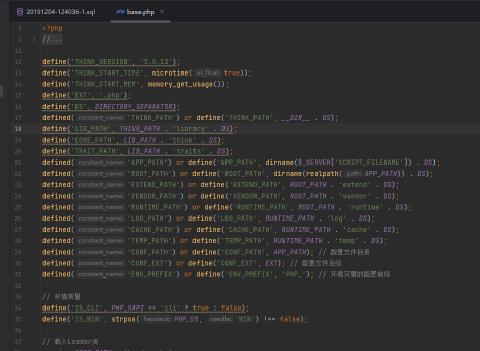 20191204-124036-1.sql
base.php
1 <?php
2 //...
11
12 define('THINK_VERSION', '5.0.13');
13 define('THINK_START_TIME', microtime( as_float: true));
14 define('THINK_START_MEM', memory_get_usage());
15 define('EXT', '.php');
16 define('DS', DIRECTORY_SEPARATOR);
17 defined( constant_name: 'THINK_PATH') or define('THINK_PATH', __DIR__ . DS);
18 define('LIB_PATH', THINK_PATH . 'library' . DS);
19 define('CORE_PATH', LIB_PATH . 'think' . DS);
20 define('TRAIT_PATH', LIB_PATH . 'traits' . DS);
21 defined( constant_name: 'APP_PATH') or define('APP_PATH', dirname($_SERVER['SCRIPT_FILENAME']) . DS);
22 defined( constant_name: 'ROOT_PATH') or define('ROOT_PATH', dirname(realpath( path: APP_PATH)) . DS);
23 defined( constant_name: 'EXTEND_PATH') or define('EXTEND_PATH', ROOT_PATH . 'extend' . DS);
24 defined( constant_name: 'VENDOR_PATH') or define('VENDOR_PATH', ROOT_PATH . 'vendor' . DS);
25 defined( constant_name: 'RUNTIME_PATH') or define('RUNTIME_PATH', ROOT_PATH . 'runtime' . DS);
26 defined( constant_name: 'LOG_PATH') or define('LOG_PATH', RUNTIME_PATH . 'log' . DS);
27 defined( constant_name: 'CACHE_PATH') or define('CACHE_PATH', RUNTIME_PATH . 'cache' . DS);
28 defined( constant_name: 'TEMP_PATH') or define('TEMP_PATH', RUNTIME_PATH . 'temp' . DS);
29 defined( constant_name: 'CONF_PATH') or define('CONF_PATH', APP_PATH); // 配置文件目录
30 defined( constant_name: 'CONF_EXT') or define('CONF_EXT', EXT); // 配置文件后缀
31 defined( constant_name: 'ENV_PREFIX') or define('ENV_PREFIX', 'PHP_'); // 环境变量的配置前缀
32
33 // 环境常量
34 define('IS_CLI', PHP_SAPI == 'cli' ? true : false);
35 define('IS_WIN', strpos( haystack: PHP_OS, needle: 'WIN') !== false);
36
37 // 载入Loader类